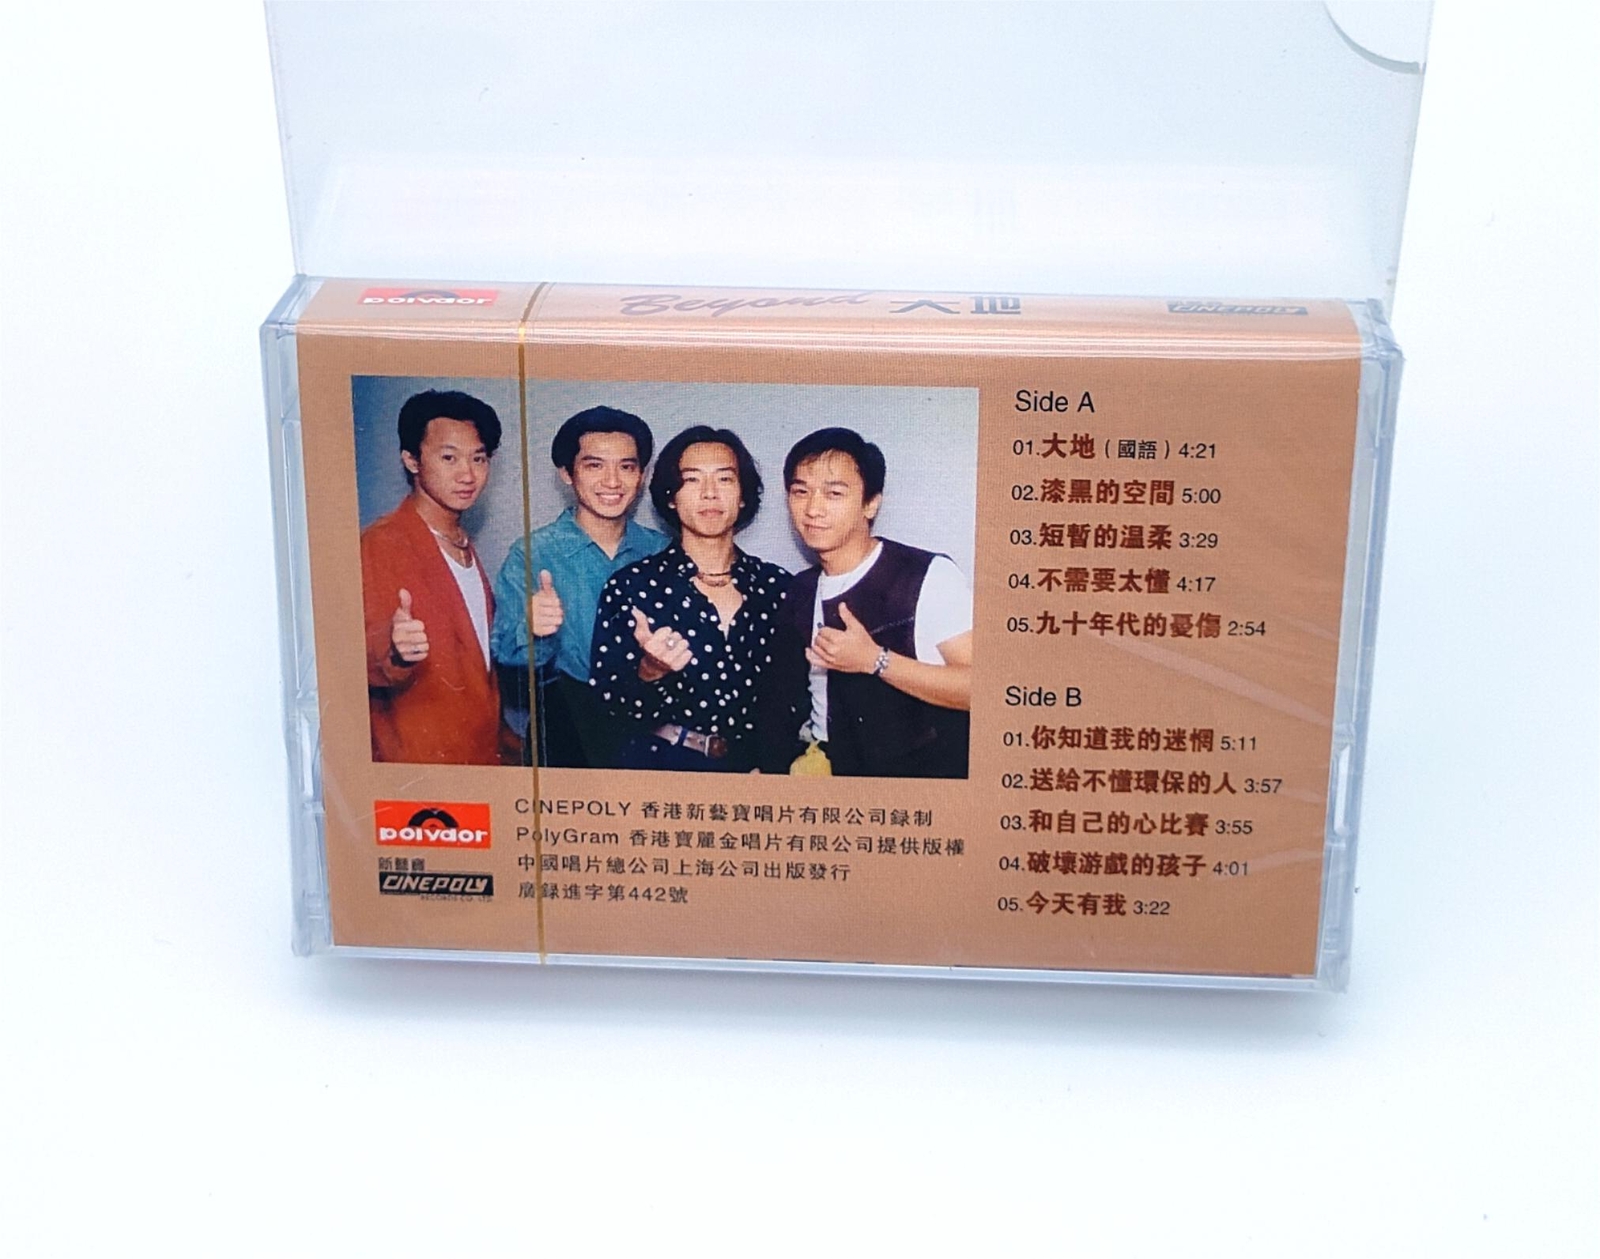 polydor
Beyond 大地
CINEPOLY
Side A
01.大地(國語)4:21
02.漆黑的空間 5:00
03.短暫的温柔 3:29
04.不需要太懂 4:17
05.九十年代的憂傷 2:54
Side B
01.你知道我的迷惘 5:11
02.送給不懂環保的人 3:57
03.和自己的心比賽 3:55
04.破壞游戲的孩子 4:01
05.今天有我 3:22
polydor
新藝寶
CINEPOLY
RECORDS CO. LTD.
CINEPOLY 香港新藝寶唱片有限公司録制
PolyGram 香港寶麗金唱片有限公司提供版權
中國唱片總公司上海公司出版發行
廣録進字第442號